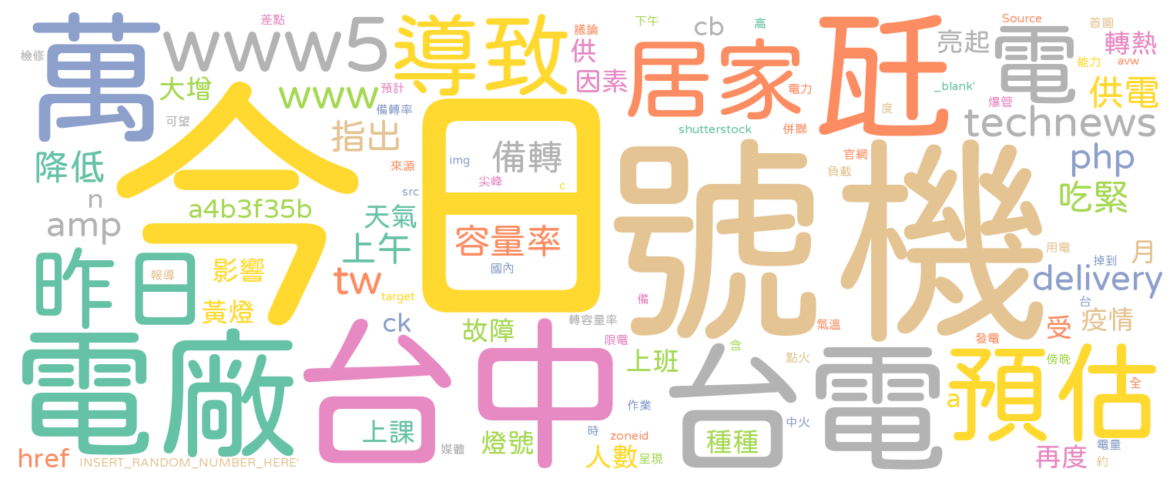 差點
下午
高
Source
首圖
檢修
萬
www5
導致
議論
供
cb
亮起
電
轉熱
avw
居家
瓩
能力
因素
大增
www
預計
電力
_blank'
爆管
供電
可望
備轉率
指出
shutterstock
併聯
度
technews
降低
今日
img
備轉
來源
尖峰
官網
負載
php
src
c
吃緊
n
a4b3f35b
天氣
號機
amp
上午
容量率
用電
月
昨日
報導
影響
tw
國內
掉到
delivery
target
備
台
黃燈
ck
故障
轉容量率
氣溫
受
疫情
限電
發電
電廠
台中
上班
含
點火
傍晚
台電
預估
全
a
作業
上課
燈號
時
中火
種種
媒體
zoneid
電量
href
INSERT_RANDOM_NUMBER_HERE'
人數
呈現
再度
約